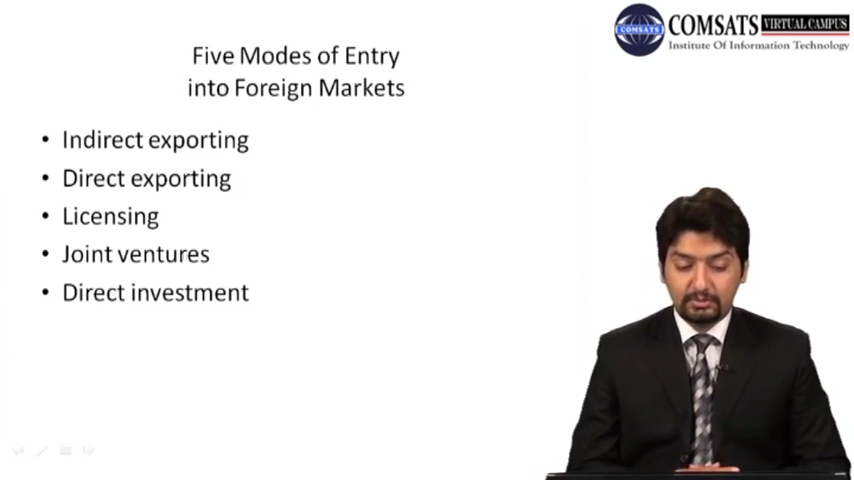 COMSATS
COMSATS VIRTUAL CAMPUS
Institute Of Information Technology
Five Modes of Entry
into Foreign Markets
• Indirect exporting
• Direct exporting
• Licensing
• Joint ventures
• Direct investment